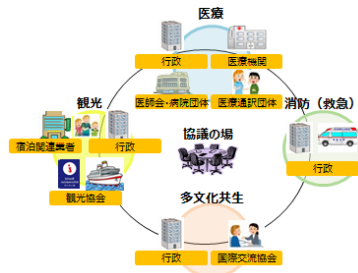 医療
行政
医療機関
医師会・病院団体
医療通訳団体
観光
宿泊関連業者
行政
観光協会
消防（救急）
行政
協議の場
多文化共生
行政
国際交流協会